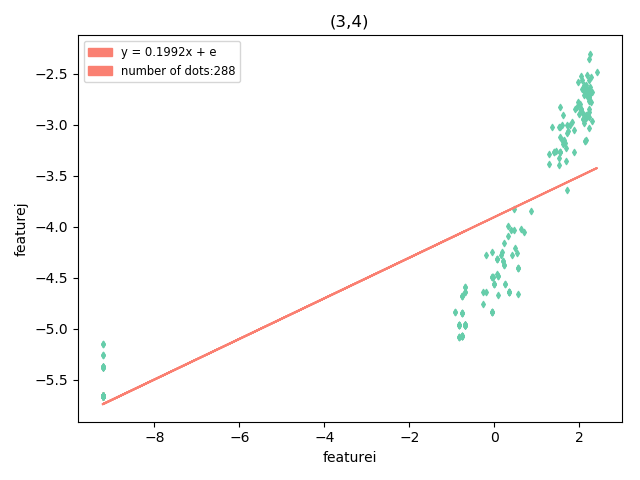 (3,4)
y = 0.1992x + e
number of dots:288
−2.5
−3.0
−3.5
−4.0
−4.5
−5.0
−5.5
featurej
−8 −6 −4 −2 0 2
featurei